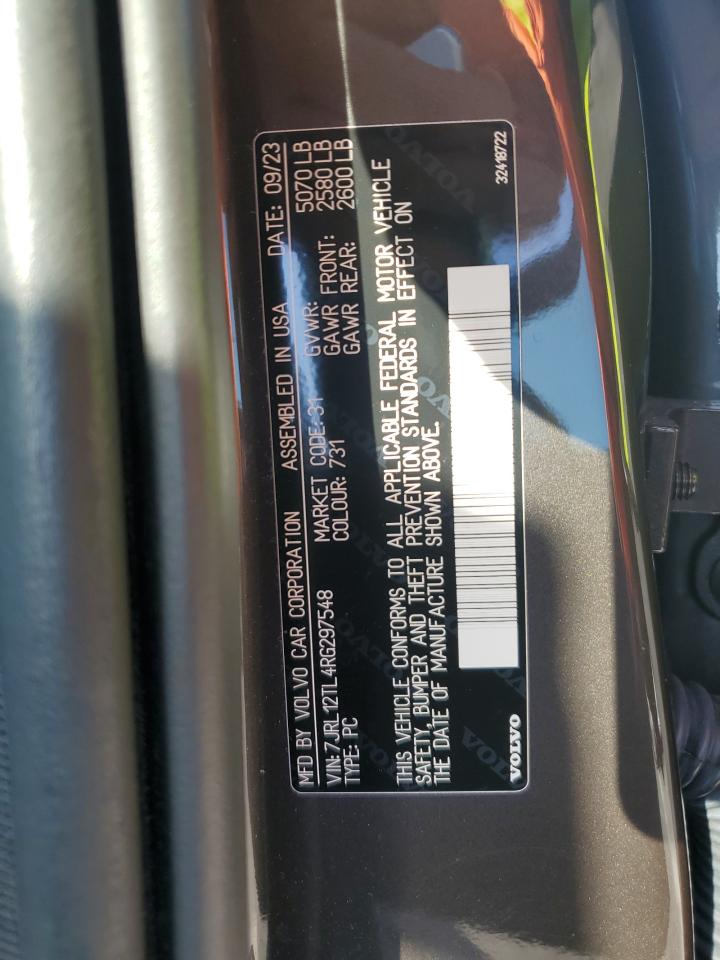 MFD BY VOLVO CAR CORPORATION ASSEMBLED IN USA DATE: 09/23
VIN: 7JRL12TL4RG297548 MARKET CODE: 31 GVWR: 5070 LB
TYPE: PC COLOUR: 731 GAWR FRONT: 2580 LB
GAWR REAR: 2600 LB
THIS VEHICLE CONFORMS TO ALL APPLICABLE FEDERAL MOTOR VEHICLE
SAFETY, BUMPER AND THEFT PREVENTION STANDARDS IN EFFECT ON
THE DATE OF MANUFACTURE SHOWN ABOVE.
VOLVO 32418722